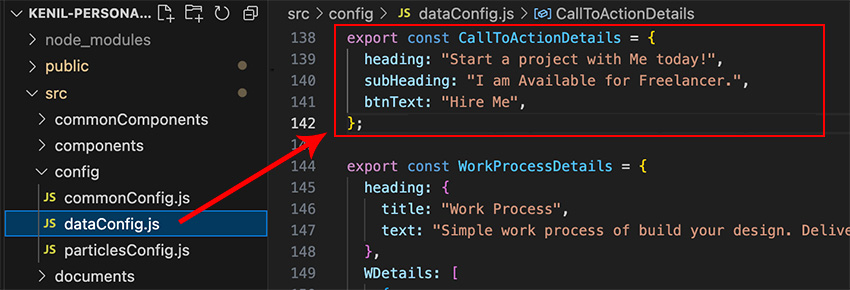 KENIL-PERSONA...
node_modules
public
src
commonComponents
components
config
JS commonConfig.js
JS dataConfig.js
JS particlesConfig.js
documents
src > config > JS dataConfig.js > CallToActionDetails
138 export const CallToActionDetails = {
139 heading: "Start a project with Me today!",
140 subHeading: "I am Available for Freelancer.",
141 btnText: "Hire Me",
142 };
144 export const WorkProcessDetails = {
145 heading: {
146 title: "Work Process",
147 text: "Simple work process of build your design. Delive
148 },
149 WDetails: [